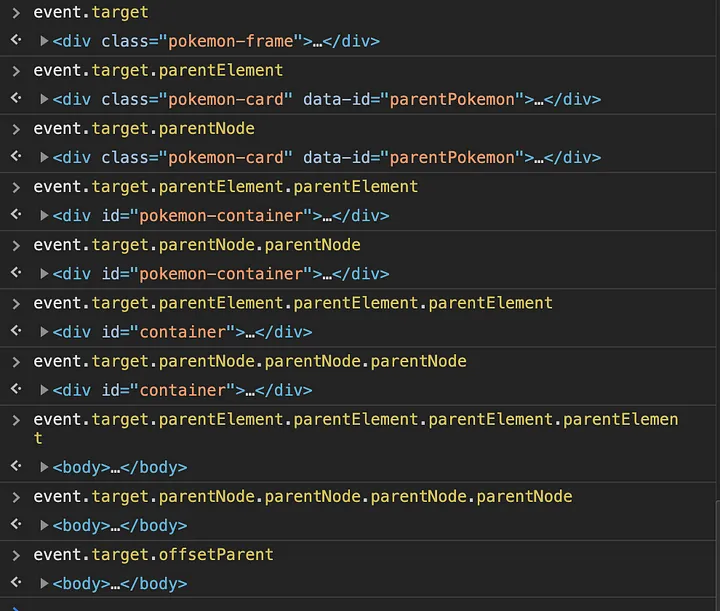 event.target
<div class="pokemon-frame">…</div>
event.target.parentElement
<div class="pokemon-card" data-id="parentPokemon">…</div>
event.target.parentNode
<div class="pokemon-card" data-id="parentPokemon">…</div>
event.target.parentElement.parentElement
<div id="pokemon-container">…</div>
event.target.parentNode.parentNode
<div id="pokemon-container">…</div>
event.target.parentElement.parentElement.parentElement
<div id="container">…</div>
event.target.parentNode.parentNode.parentNode
<div id="container">…</div>
event.target.parentElement.parentElement.parentElement.parentElemen
t
<body>…</body>
event.target.parentNode.parentNode.parentNode.parentNode
<body>…</body>
event.target.offsetParent
<body>…</body>